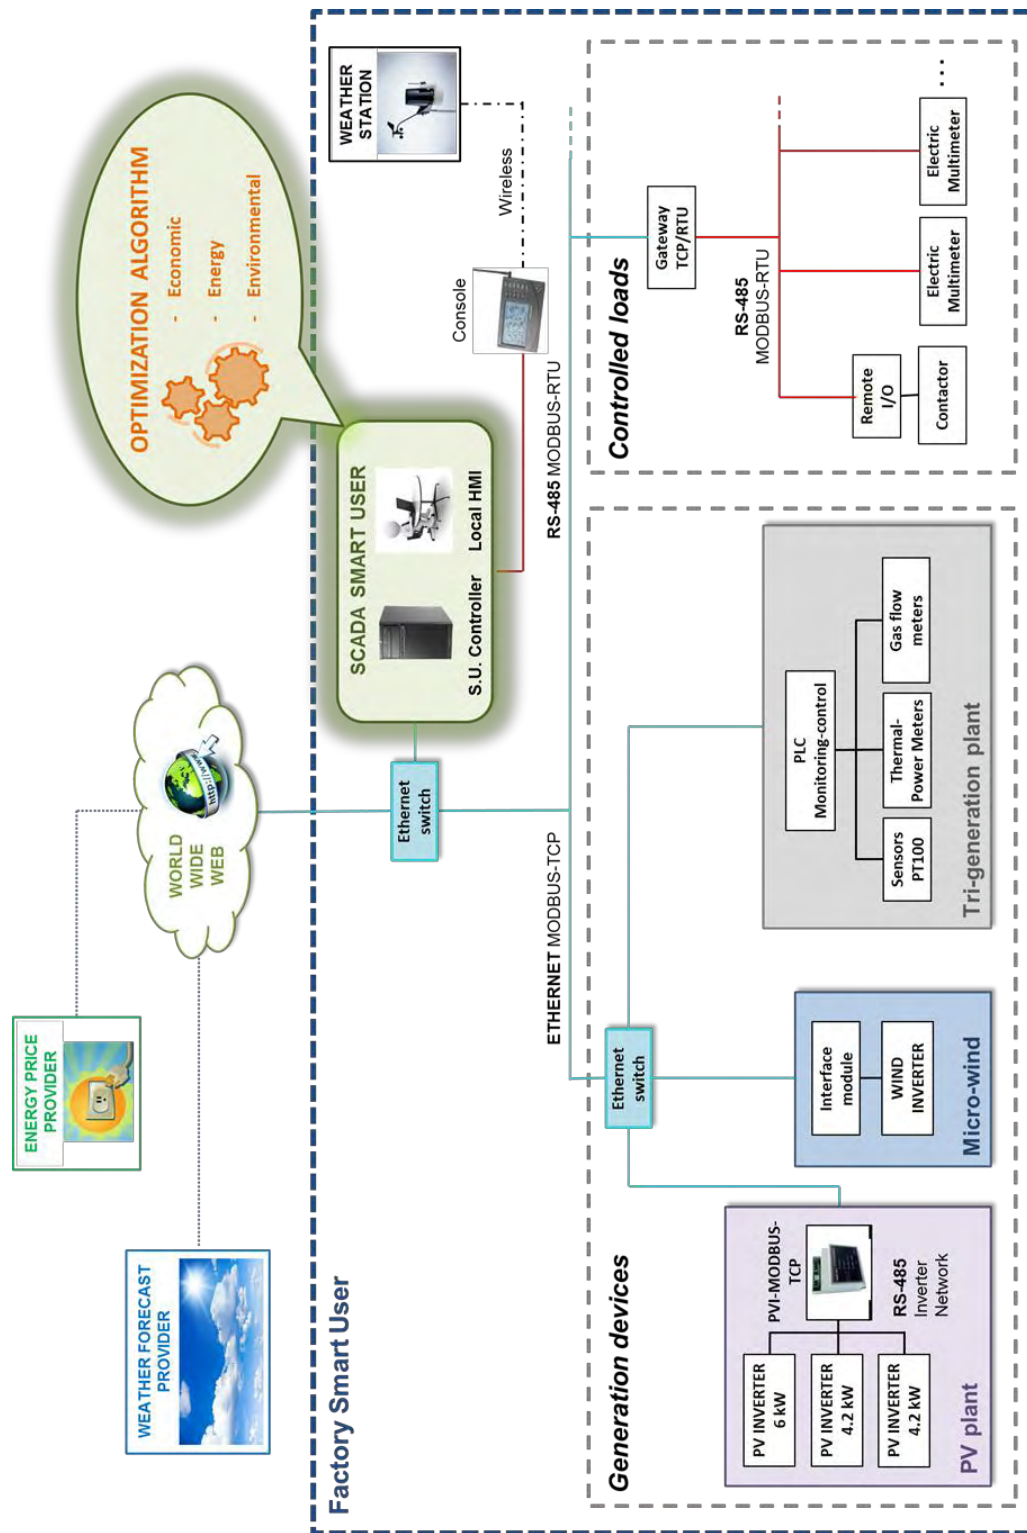 WEATHER FORECAST
PROVIDER
ENERGY PRICE
PROVIDER
WORLD
WIDE
WEB
http://www.
OPTIMIZATION ALGORITHM
- Economic
- Energy
- Environmental
Factory Smart User
Ethernet
switch
SCADA SMART USER
S.U. Controller
Local HMI
Console
Wireless
WEATHER
STATION
RS-485 MODBUS-RTU
ETHERNET MODBUS-TCP
Generation devices
Ethernet
switch
PVI-MODBUS-
TCP
RS-485
Inverter
Network
PV INVERTER
6 kW
PV INVERTER
4.2 kW
PV INVERTER
4.2 kW
PV plant
Interface
module
WIND
INVERTER
Micro-wind
PLC
Monitoring-control
Sensors
PT100
Thermal-
Power Meters
Gas flow
meters
Tri-generation plant
Controlled loads
Gateway
TCP/RTU
RS-485
MODBUS-RTU
Remote
I/O
Contactor
Electric
Multimeter
Electric
Multimeter
...